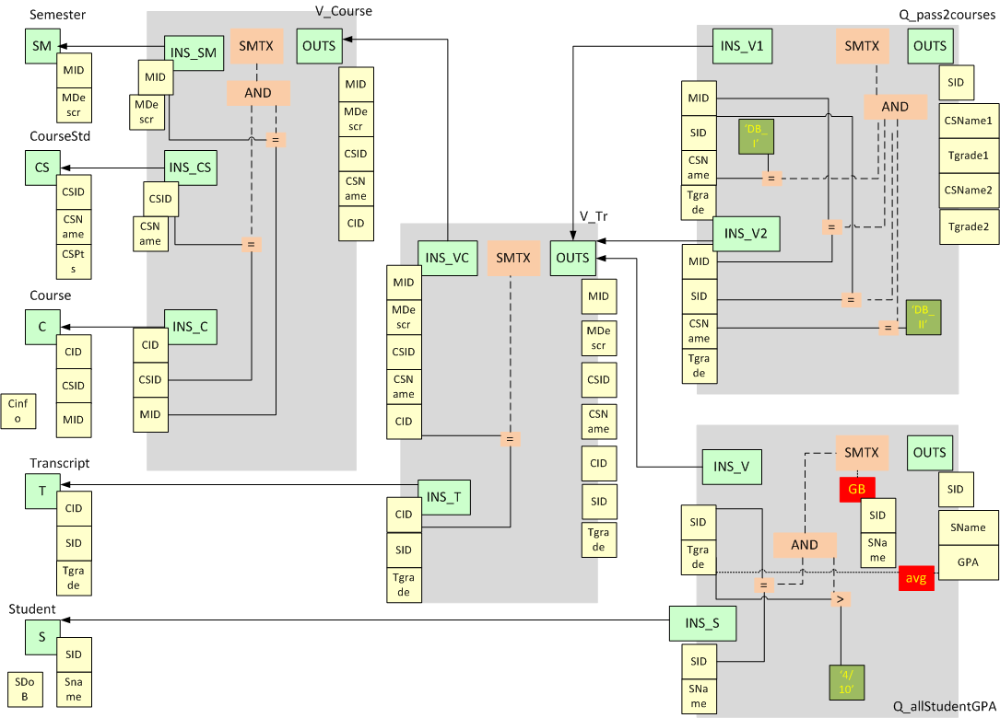 Semester
SM
MID
MDe
scr
CourseStd
CS
CSID
CSN
ame
CSPt
s
Course
C
CID
CSID
MID
Cinf
o
Transcript
T
CID
SID
Tgra
de
Student
S
SID
Sna
me
SDo
B
V_Course
INS_SM
SMTX
OUTS
MID
MDe
scr
AND
=
INS_CS
CSID
CSN
ame
=
INS_C
CID
CSID
MID
MID
MDe
scr
CSID
CSN
ame
CID
V_Tr
INS_VC
SMTX
OUTS
MID
MDe
scr
CSID
CSN
ame
CID
=
INS_T
CID
SID
Tgra
de
MID
MDe
scr
CSID
CSN
ame
CID
SID
Tgra
de
Q_pass2courses
INS_V1
SMTX
OUTS
MID
SID
CSN
ame
Tgra
de
'DB_
I'
AND
=
INS_V2
=
MID
SID
CSN
ame
Tgra
de
=
=
'DB_
II'
SID
CSName1
Tgrade1
CSName2
Tgrade2
INS_V
SMTX
OUTS
GB
SID
SNa
me
SID
Tgra
de
AND
=
>
avg
SID
SName
GPA
INS_S
SID
SNa
me
'4/
10'
Q_allStudentGPA